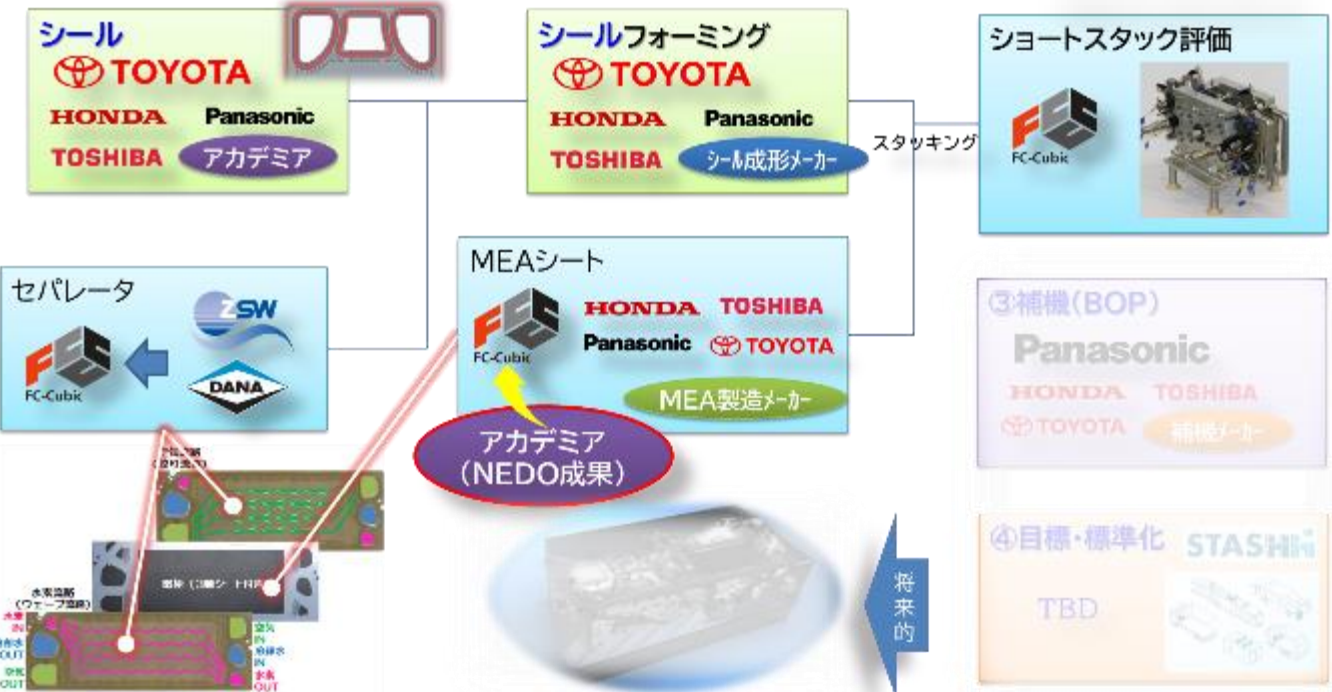 シール
TOYOTA
HONDA Panasonic
TOSHIBA アカデミア
シールフォーミング
TOYOTA
HONDA Panasonic
TOSHIBA シール成形メーカー
スタッキング
ショートスタック評価
FC-Cubic
セパレータ
ZSW
FC-Cubic
DANA
MEAシート
FC-Cubic
HONDA TOSHIBA
Panasonic TOYOTA
MEA製造メーカー
アカデミア
(NEDO成果)
③補機(BOP)
Panasonic
HONDA TOSHIBA
TOYOTA 補機メーカー
④目標・標準化 STASHH
TBD
将来的
水素流路
(ウェーブ流路)
水素
IN
OUT
空気
OUT
空気
IN
冷却水
IN
水素
OUT